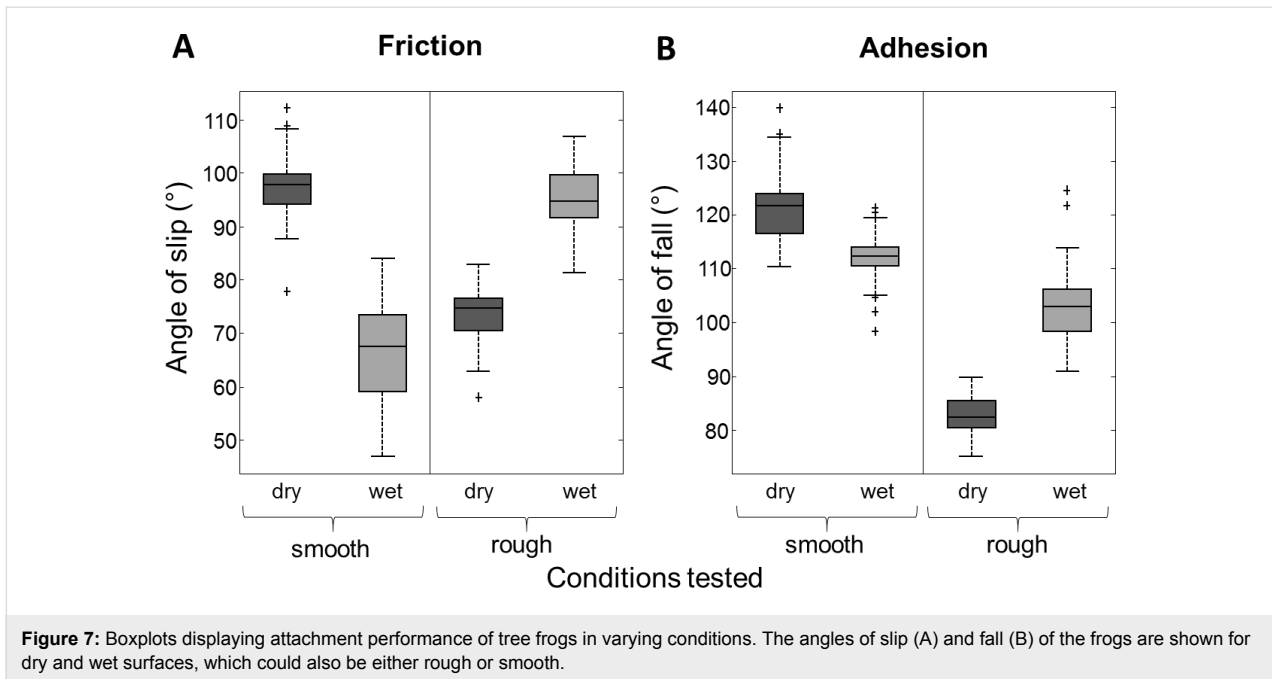 A Friction
B Adhesion
Angle of slip (°)
110
100
90
80
70
60
50
Angle of fall (°)
140
130
120
110
100
90
80
dry wet dry wet
smooth rough
dry wet dry wet
smooth rough
Conditions tested
Figure 7: Boxplots displaying attachment performance of tree frogs in varying conditions. The angles of slip (A) and fall (B) of the frogs are shown for
dry and wet surfaces, which could also be either rough or smooth.